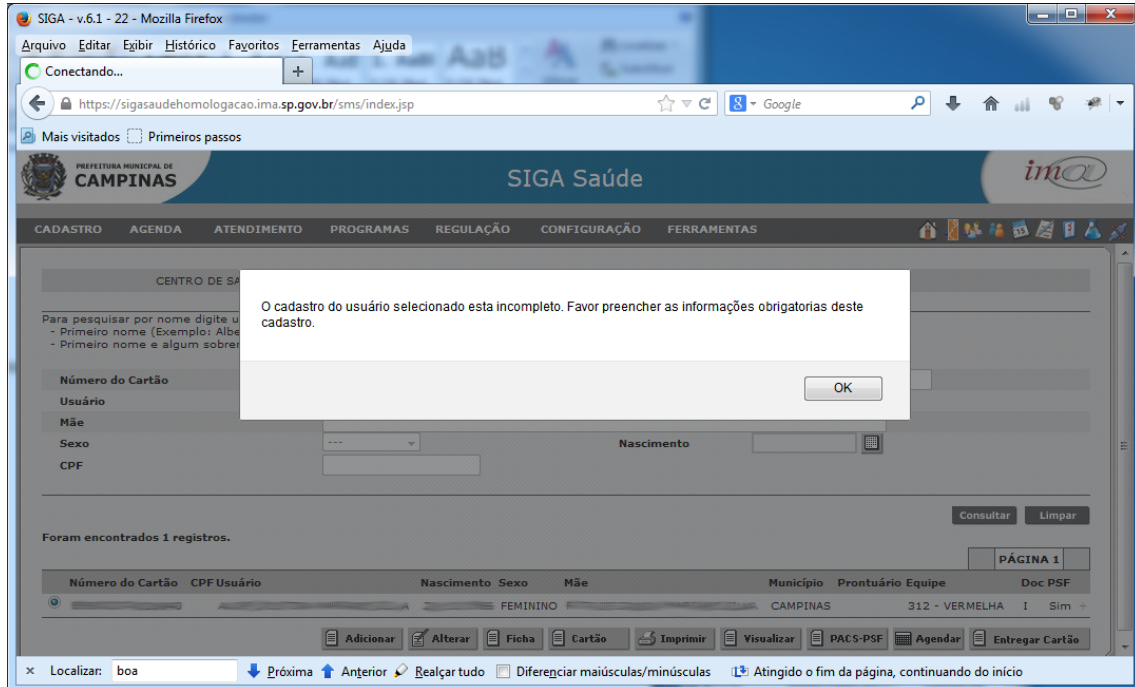 SIGA - v.6.1 - 22 - Mozilla Firefox
Arquivo Editar Exibir Histórico Favoritos Ferramentas Ajuda
Conectando... +
https://sigasaudehomologacao.ima.sp.gov.br/sms/index.jsp Google
Mais visitados Primeiros passos
PREFEITURA MUNICPAL DE
CAMPINAS
SIGA Saúde
ima
CADASTRO AGENDA ATENDIMENTO PROGRAMAS REGULAÇÃO CONFIGURAÇÃO FERRAMENTAS
CENTRO DE SA
Para pesquisar por nome digite u
- Primeiro nome (Exemplo: Albe
- Primeiro nome e algum sobrer
O cadastro do usuário selecionado esta incompleto. Favor preencher as informações obrigatorias deste
cadastro.
OK
Número do Cartão
Usuário
Mãe
Sexo --- Nascimento
CPF
Consultar Limpar
Foram encontrados 1 registros.
PÁGINA 1
Número do Cartão CPF Usuário Nascimento Sexo Mãe Município Prontuário Equipe Doc PSF
FEMININO CAMPINAS 312 - VERMELHA I Sim +
Adicionar Alterar Ficha Cartão Imprimir Visualizar PACS-PSF Agendar Entregar Cartão
× Localizar: boa Próxima Anterior Realçar tudo Diferenciar maiúsculas/minúsculas Atingido o fim da página, continuando do início